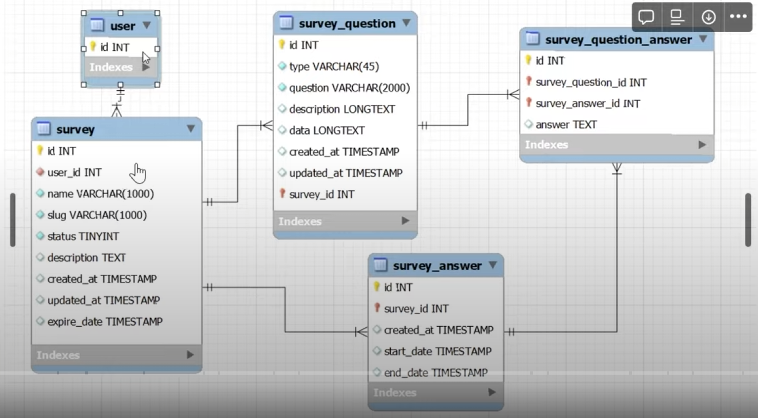 user
id INT
Indexes
survey
id INT
user_id INT
name VARCHAR(1000)
slug VARCHAR(1000)
status TINYINT
description TEXT
created_at TIMESTAMP
updated_at TIMESTAMP
expire_date TIMESTAMP
Indexes
survey_question
id INT
type VARCHAR(45)
question VARCHAR(2000)
description LONGTEXT
data LONGTEXT
created_at TIMESTAMP
updated_at TIMESTAMP
survey_id INT
Indexes
survey_answer
id INT
survey_id INT
created_at TIMESTAMP
start_date TIMESTAMP
end_date TIMESTAMP
Indexes
survey_question_answer
id INT
survey_question_id INT
survey_answer_id INT
answer TEXT
Indexes